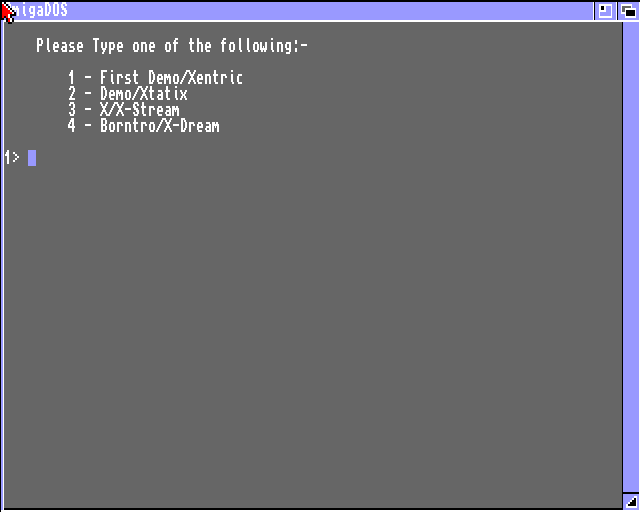 migaDOS
Please Type one of the following:-
1 - First Demo/Xentric
2 - Demo/Xtatix
3 - X/X-Stream
4 - Borntro/X-Dream
1>